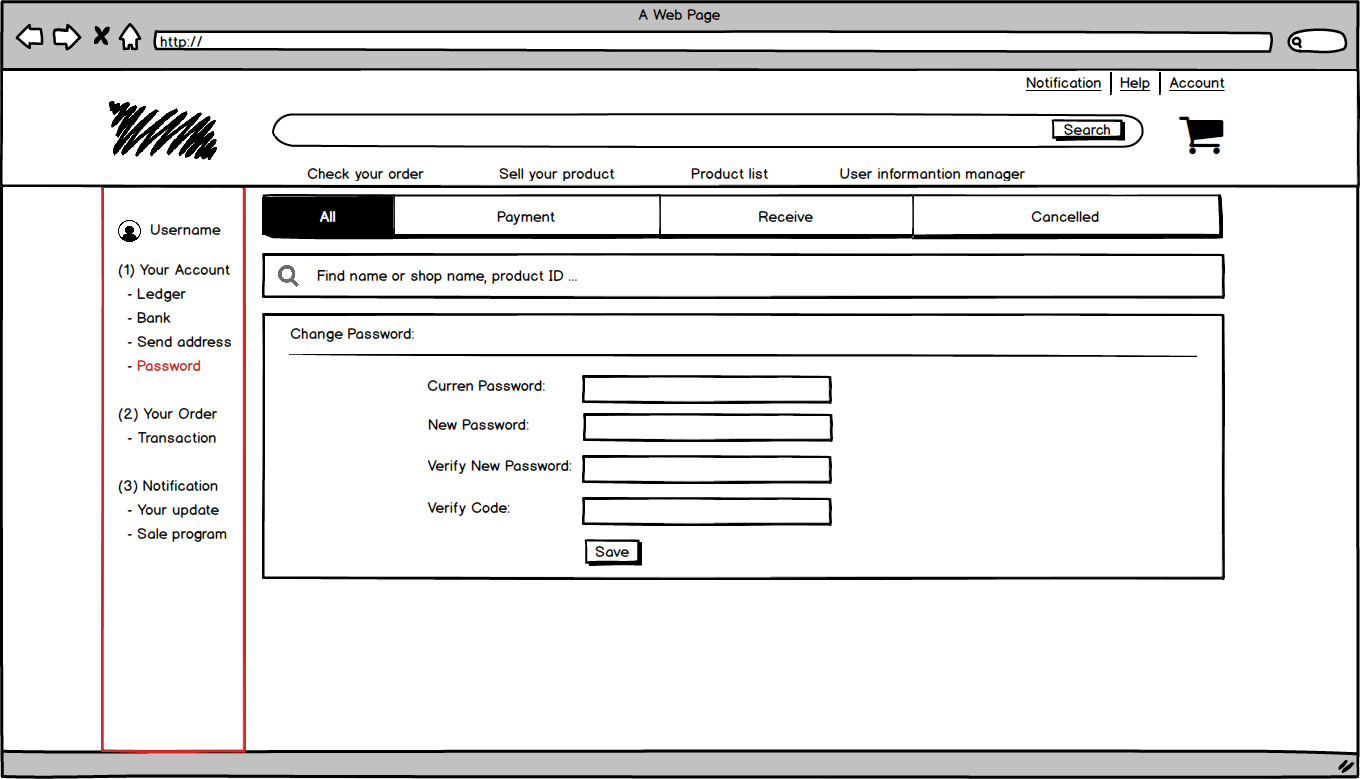 A Web Page
http://
Notification Help Account
Search
Check your order Sell your product Product list User informantion manager
Username
(1) Your Account
- Ledger
- Bank
- Send address
- Password
(2) Your Order
- Transaction
(3) Notification
- Your update
- Sale program
All Payment Receive Cancelled
Find name or shop name, product ID ...
Change Password:
Curren Password:
New Password:
Verify New Password:
Verify Code:
Save